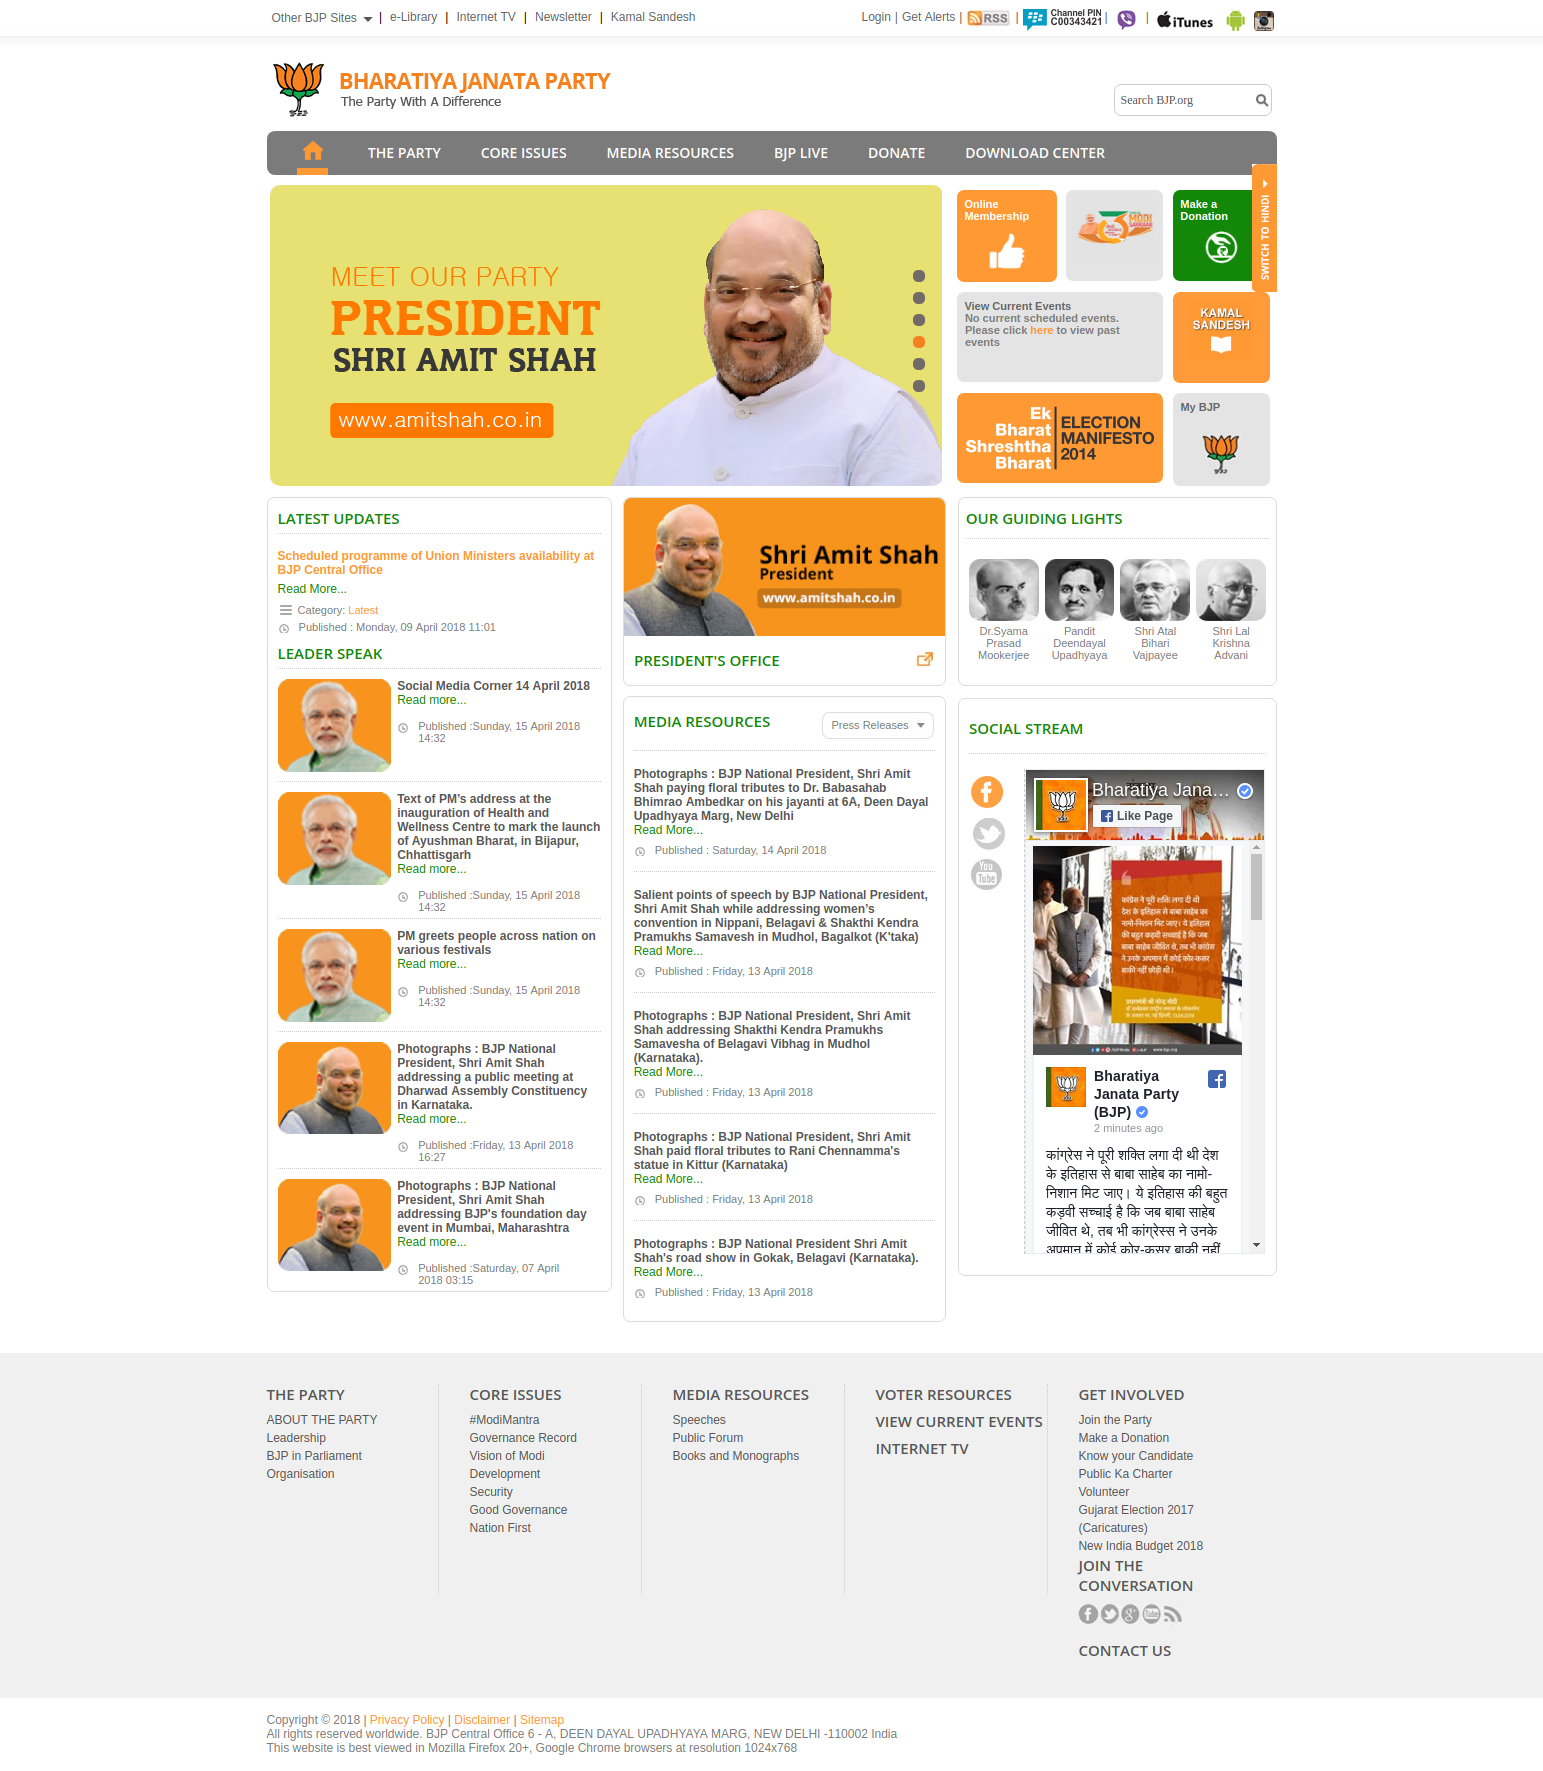 Other BJP Sites | e-Library | Internet TV | Newsletter | Kamal Sandesh
Login | Get Alerts | RSS | Channel PIN C00343421 | | iTunes
BHARATIYA JANATA PARTY
The Party With A Difference
Search BJP.org
THE PARTY CORE ISSUES MEDIA RESOURCES BJP LIVE DONATE DOWNLOAD CENTER
SWITCH TO HINDI
MEET OUR PARTY
PRESIDENT
SHRI AMIT SHAH
www.amitshah.co.in
Online
Membership
MODI
SARKAR
Make a
Donation
View Current Events
No current scheduled events.
Please click here to view past
events
KAMAL
SANDESH
Ek
Bharat
Shreshtha
Bharat
ELECTION
MANIFESTO
2014
My BJP
LATEST UPDATES
Scheduled programme of Union Ministers availability at
BJP Central Office
Read More...
Category: Latest
Published : Monday, 09 April 2018 11:01
LEADER SPEAK
Social Media Corner 14 April 2018
Read more...
Published :Sunday, 15 April 2018
14:32
Text of PM's address at the
inauguration of Health and
Wellness Centre to mark the launch
of Ayushman Bharat, in Bijapur,
Chhattisgarh
Read more...
Published :Sunday, 15 April 2018
14:32
PM greets people across nation on
various festivals
Read more...
Published :Sunday, 15 April 2018
14:32
Photographs : BJP National
President, Shri Amit Shah
addressing a public meeting at
Dharwad Assembly Constituency
in Karnataka.
Read more...
Published :Friday, 13 April 2018
16:27
Photographs : BJP National
President, Shri Amit Shah
addressing BJP's foundation day
event in Mumbai, Maharashtra
Read more...
Published :Saturday, 07 April
2018 03:15
Shri Amit Shah
President
www.amitshah.co.in
PRESIDENT'S OFFICE
MEDIA RESOURCES
Press Releases
Photographs : BJP National President, Shri Amit
Shah paying floral tributes to Dr. Babasahab
Bhimrao Ambedkar on his jayanti at 6A, Deen Dayal
Upadhyaya Marg, New Delhi
Read More...
Published : Saturday, 14 April 2018
Salient points of speech by BJP National President,
Shri Amit Shah while addressing women's
convention in Nippani, Belagavi & Shakthi Kendra
Pramukhs Samavesh in Mudhol, Bagalkot (K'taka)
Read More...
Published : Friday, 13 April 2018
Photographs : BJP National President, Shri Amit
Shah addressing Shakthi Kendra Pramukhs
Samavesha of Belagavi Vibhag in Mudhol
(Karnataka).
Read More...
Published : Friday, 13 April 2018
Photographs : BJP National President, Shri Amit
Shah paid floral tributes to Rani Chennamma's
statue in Kittur (Karnataka)
Read More...
Published : Friday, 13 April 2018
Photographs : BJP National President Shri Amit
Shah's road show in Gokak, Belagavi (Karnataka).
Read More...
Published : Friday, 13 April 2018
OUR GUIDING LIGHTS
Dr.Syama
Prasad
Mookerjee
Pandit
Deendayal
Upadhyaya
Shri Atal
Bihari
Vajpayee
Shri Lal
Krishna
Advani
SOCIAL STREAM
You
Tube
Bharatiya Jana…
Like Page
कांग्रेस ने पूरी शक्ति लगा दी थी
देश के इतिहास से बाबा साहेब का
नामो-निशान मिट जाए। ये इतिहास
की बहुत कड़वी सच्चाई है कि जब
बाबा साहेब जीवित थे, तब भी कांग्रेस
ने उनके अपमान में कोई कोर-कसर
बाकी नहीं छोड़ी थी।
प्रधानमंत्री श्री नरेन्द्र मोदी
Bharatiya
Janata Party
(BJP)
2 minutes ago
कांग्रेस ने पूरी शक्ति लगा दी थी देश
के इतिहास से बाबा साहेब का नामो-
निशान मिट जाए। ये इतिहास की बहुत
कड़वी सच्चाई है कि जब बाबा साहेब
जीवित थे, तब भी कांग्रेस्स ने उनके
अपमान में कोई कोर-कसर बाकी नहीं
THE PARTY
ABOUT THE PARTY
Leadership
BJP in Parliament
Organisation
CORE ISSUES
#ModiMantra
Governance Record
Vision of Modi
Development
Security
Good Governance
Nation First
MEDIA RESOURCES
Speeches
Public Forum
Books and Monographs
VOTER RESOURCES
VIEW CURRENT EVENTS
INTERNET TV
GET INVOLVED
Join the Party
Make a Donation
Know your Candidate
Public Ka Charter
Volunteer
Gujarat Election 2017
(Caricatures)
New India Budget 2018
JOIN THE
CONVERSATION
CONTACT US
Copyright © 2018 | Privacy Policy | Disclaimer | Sitemap
All rights reserved worldwide. BJP Central Office 6 - A, DEEN DAYAL UPADHYAYA MARG, NEW DELHI -110002 India
This website is best viewed in Mozilla Firefox 20+, Google Chrome browsers at resolution 1024x768